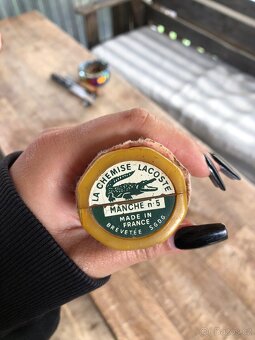 LA CHEMISE LACOSTE
MANCHE n°5
MADE IN
FRANCE
BREVETÉE S.G.D.G.